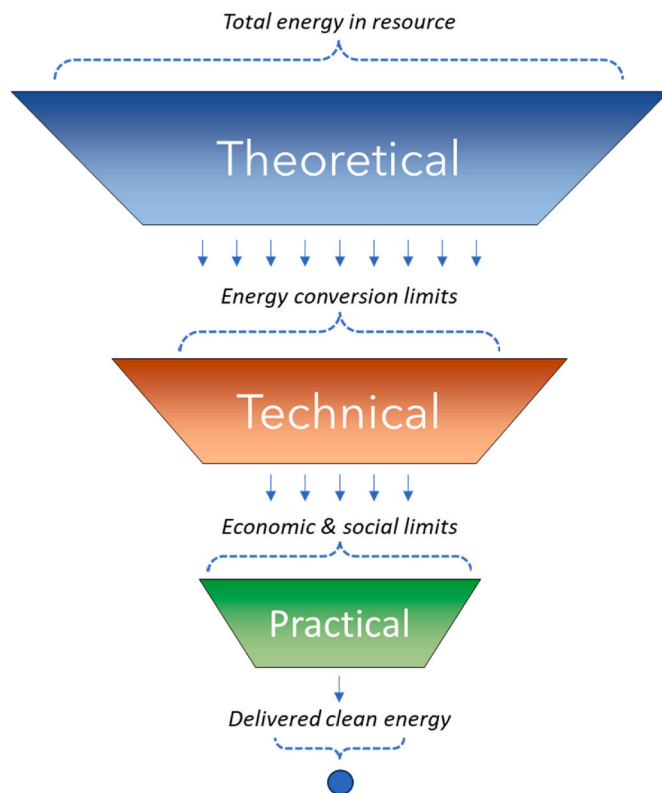 Total energy in resource
Theoretical
Energy conversion limits
Technical
Economic & social limits
Practical
Delivered clean energy